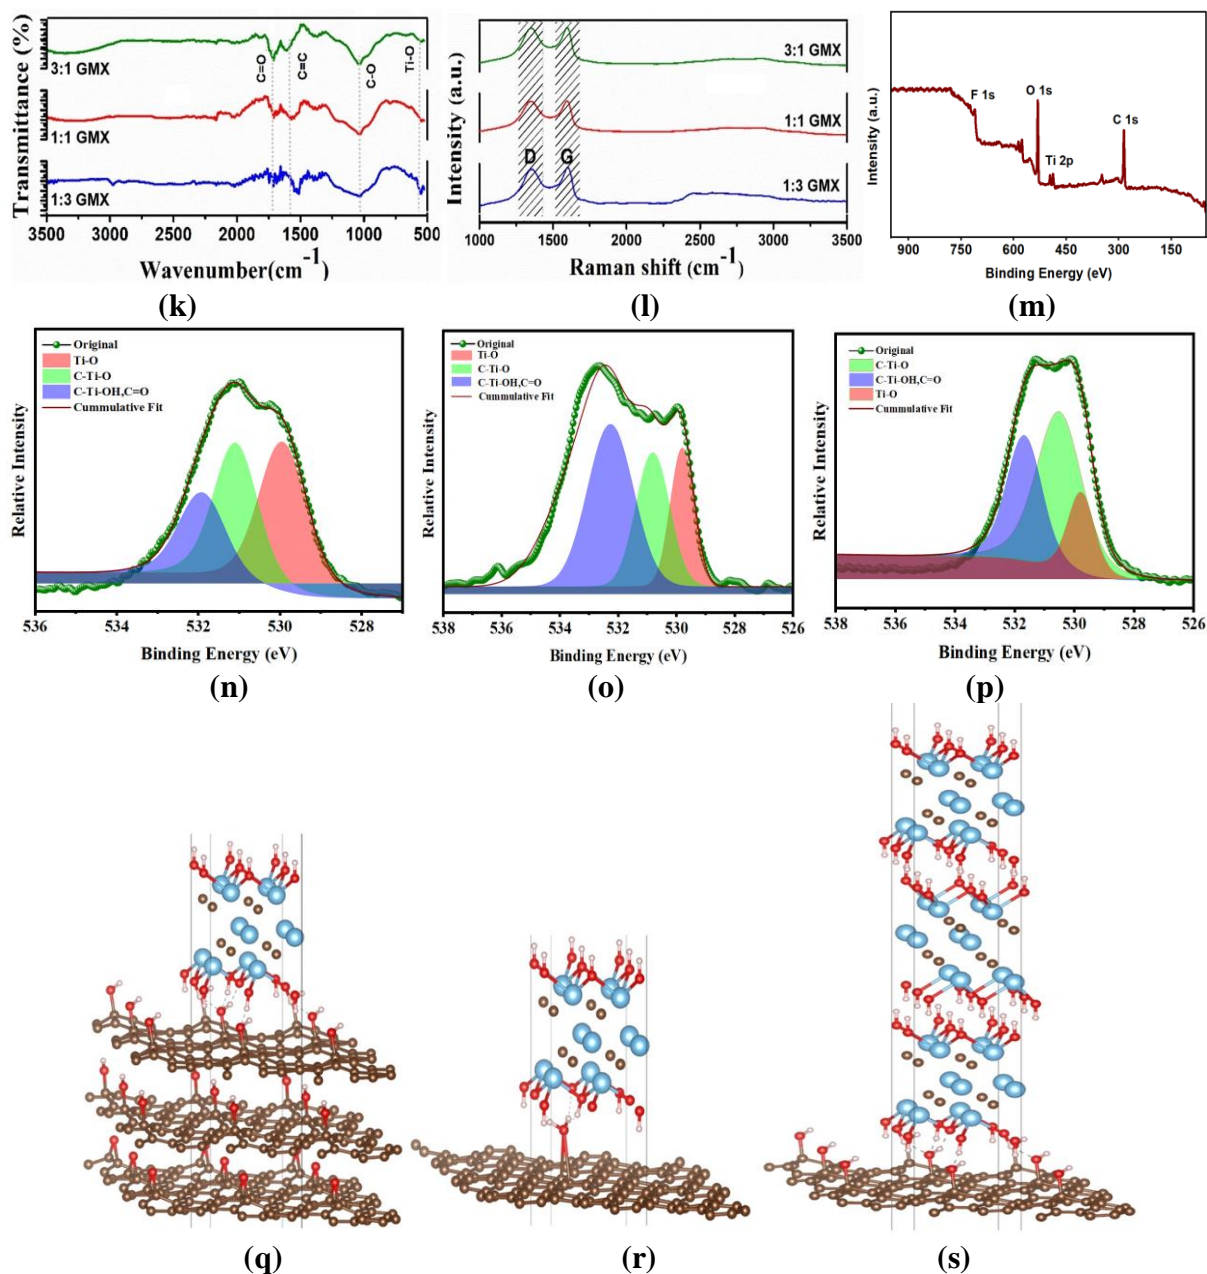 Transmittance (%)
C=O
C=C
C-O
Ti-O
3:1 GMX
1:1 GMX
1:3 GMX
3500 3000 2500 2000 1500 1000 500
Wavenumber(cm-1)
(k)
Intensity (a.u.)
3:1 GMX
1:1 GMX
D G
1:3 GMX
1000 1500 2000 2500 3000 3500
Raman shift (cm-1)
(l)
Intensity (a.u.)
F 1s
O 1s
C 1s
Ti 2p
950 750 550 350 150
Binding Energy (eV)
(m)
Relative Intensity
Original
Ti-O
C-Ti-O
C-Ti-OH,C=O
Cummulative Fit
536 534 532 530 528
Binding Energy (eV)
(n)
Relative Intensity
Original
Ti-O
C-Ti-O
C-Ti-OH,C=O
Cummulative Fit
538 536 534 532 530 528 526
Binding Energy (eV)
(o)
Relative Intensity
Original
C-Ti-O
C-Ti-OH,C=O
Ti-O
Cummulative Fit
538 536 534 532 530 528 526
Binding Energy (eV)
(p)
(q)
(r)
(s)